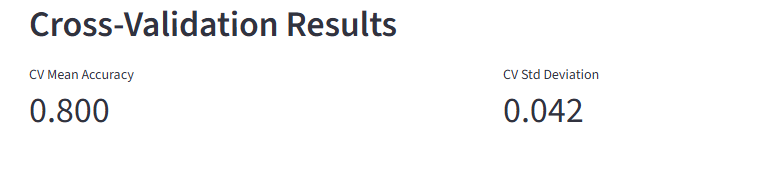 Cross-Validation Results
CV Mean Accuracy
0.800
CV Std Deviation
0.042